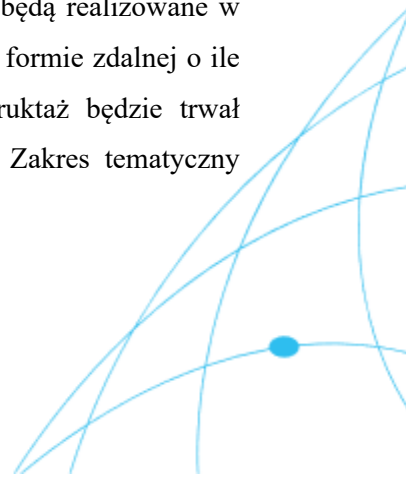 będą realizowane w
formie zdalnej o ile
ruktaż będzie trwał
Zakres tematyczny